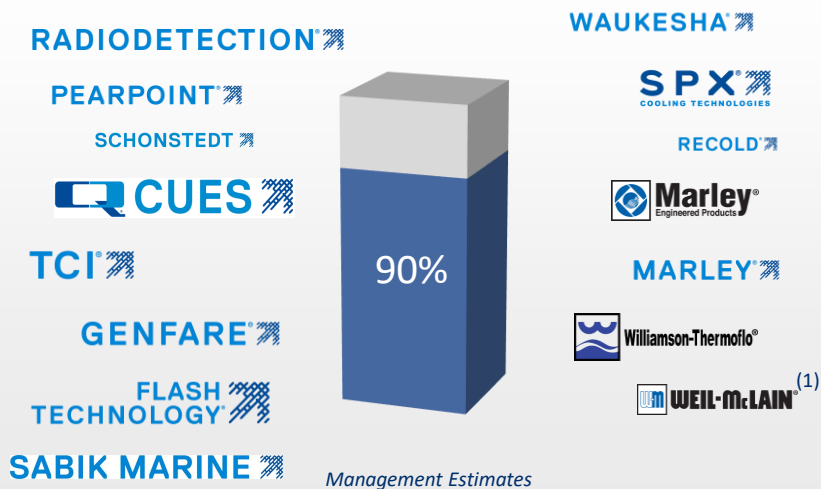 RADIODETECTION®
PEARPOINT®
SCHONSTEDT
CUES
TCI®
GENFARE®
FLASH
TECHNOLOGY®
SABIK MARINE
90%
Management Estimates
WAUKESHA®
SPX®
COOLING TECHNOLOGIES
RECOLD®
Marley®
Engineered Products
MARLEY®
Williamson-Thermoflo®
WM WEIL-McLAIN® (1)